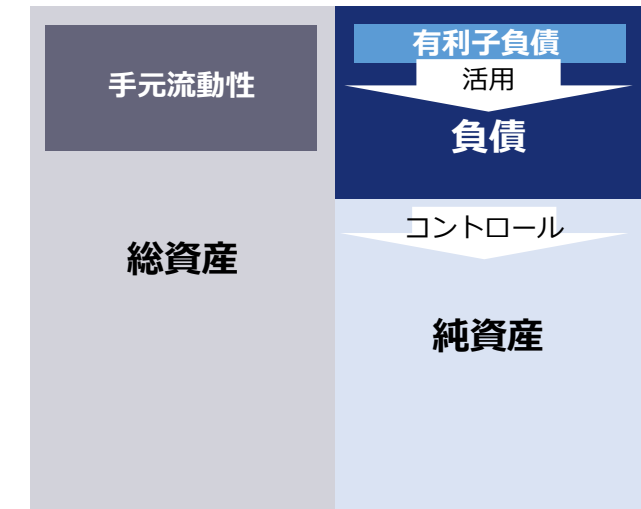 手元流動性
総資産
有利子負債
活用
負債
コントロール
純資産